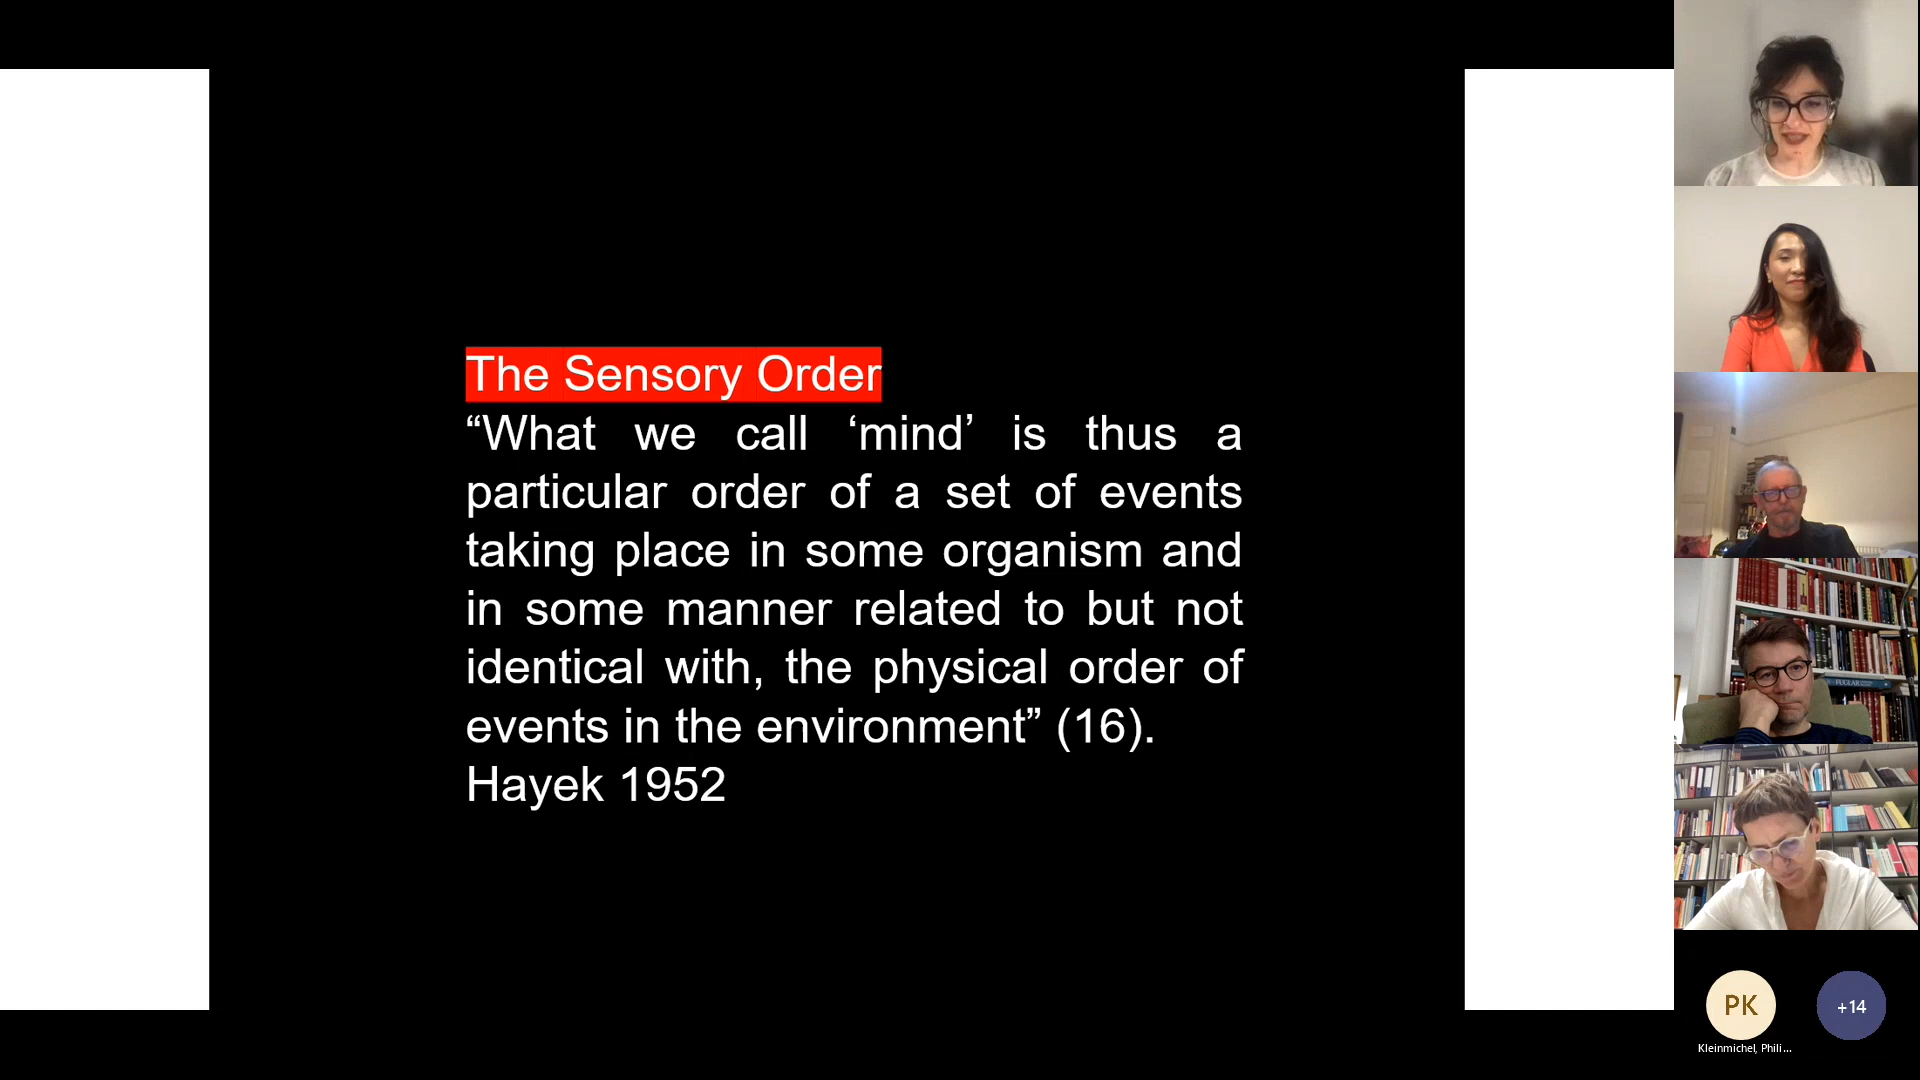 The Sensory Order
“What we call ‘mind’ is thus a
particular order of a set of events
taking place in some organism and
in some manner related to but not
identical with, the physical order of
events in the environment” (16).
Hayek 1952
FUGLAR
PK
+14
Kleinmichel, Phili...